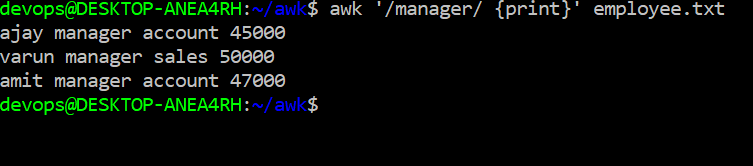 devops@DESKTOP-ANEA4RH:~/awk$ awk '/manager/ {print}' employee.txt
ajay manager account 45000
varun manager sales 50000
amit manager account 47000
devops@DESKTOP-ANEA4RH:~/awk$